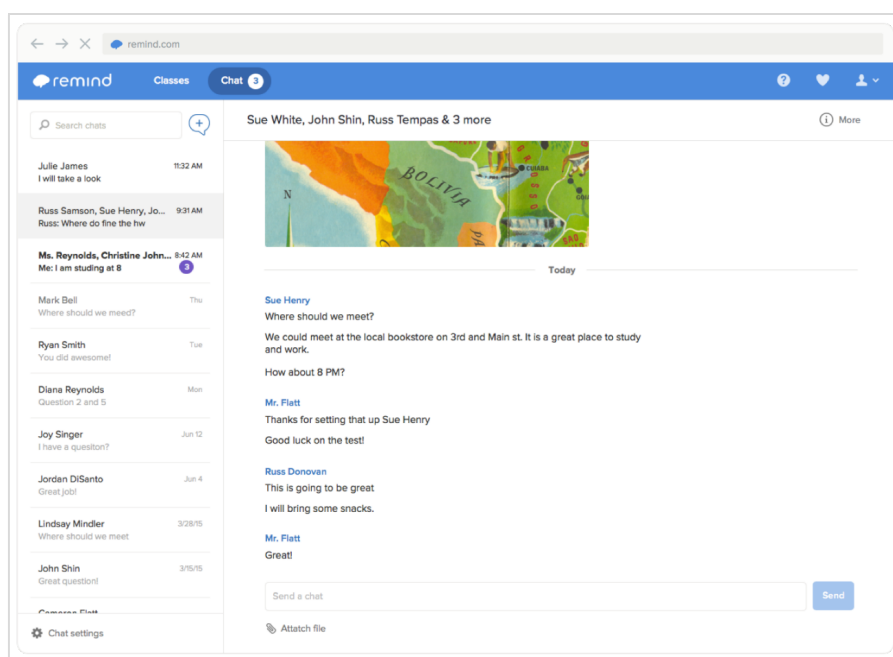 remind.com
remind
Classes
Chat 3
Search chats
Julie James 11:32 AM
I will take a look
Russ Samson, Sue Henry, Jo... 9:31 AM
Russ: Where do fine the hw
Ms. Reynolds, Christine John... 8:42 AM
Me: I am studing at 8 3
Mark Bell Thu
Where should we meed?
Ryan Smith Tue
You did awesome!
Diana Reynolds Mon
Question 2 and 5
Joy Singer Jun 12
I have a quesiton?
Jordan DiSanto Jun 4
Great job!
Lindsay Mindler 3/28/15
Where should we meet
John Shin 3/15/15
Great question!
Chat settings
Sue White, John Shin, Russ Tempas & 3 more
More
N
BOLIVIA
CUIABA
Today
Sue Henry
Where should we meet?
We could meet at the local bookstore on 3rd and Main st. It is a great place to study
and work.
How about 8 PM?
Mr. Flatt
Thanks for setting that up Sue Henry
Good luck on the test!
Russ Donovan
This is going to be great
I will bring some snacks.
Mr. Flatt
Great!
Send a chat
Send
Attatch file